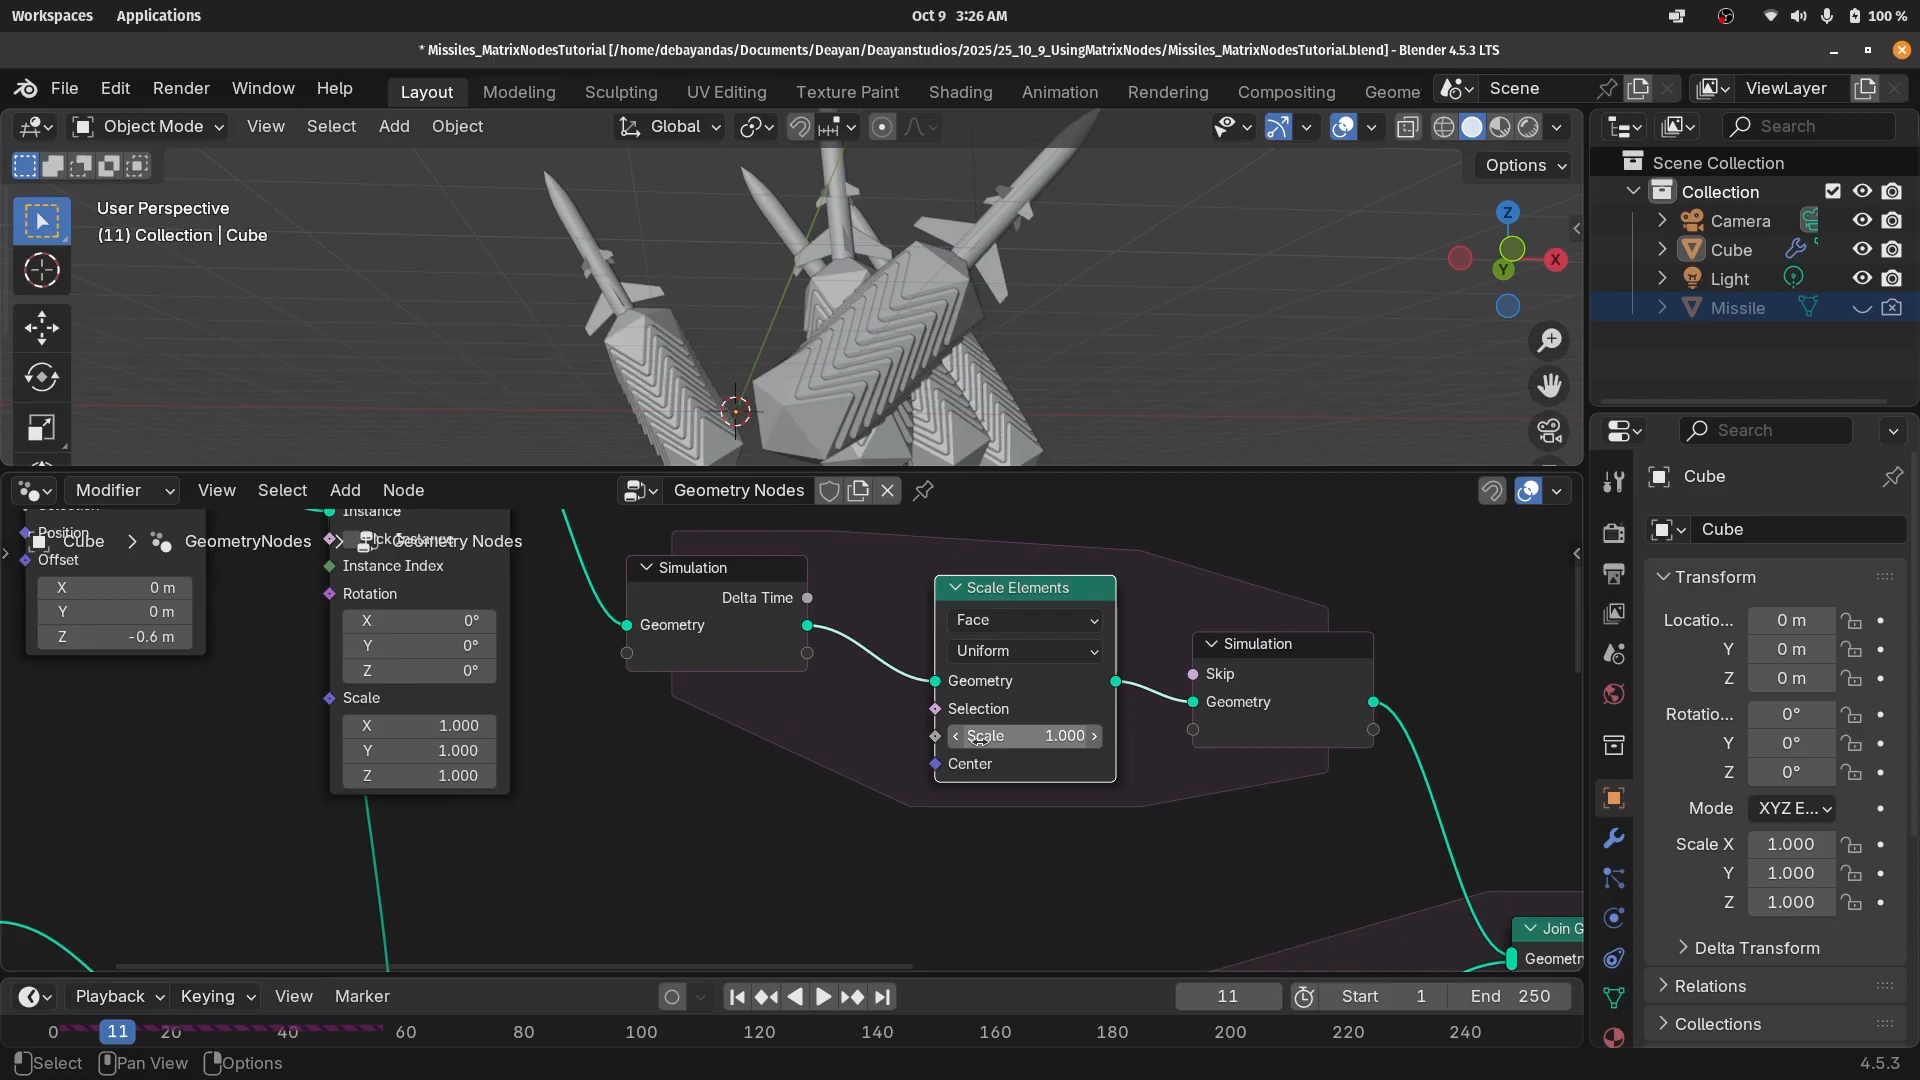 Workspaces Applications Oct 9 3:26 AM 100 %
* Missiles_MatrixNodesTutorial [/home/debayandas/Documents/Deayan/Deayanstudios/2025/25_10_9_UsingMatrixNodes/Missiles_MatrixNodesTutorial.blend] - Blender 4.5.3 LTS
File Edit Render Window Help Layout Modeling Sculpting UV Editing Texture Paint Shading Animation Rendering Compositing Geome Scene ViewLayer
Object Mode View Select Add Object Global Search
Options
Scene Collection
User Perspective
(11) Collection | Cube
Collection
Camera
Cube
Light
Missile
Z
Y
X
Search
Modifier View Select Add Node Geometry Nodes
Cube
Cube
Cube > GeometryNodes > Geometry Nodes
Position
Offset
X 0 m
Y 0 m
Z -0.6 m
Instance
Instance Index
Rotation
X 0°
Y 0°
Z 0°
Scale
X 1.000
Y 1.000
Z 1.000
Simulation
Delta Time
Geometry
Scale Elements
Face
Uniform
Geometry
Selection
Scale 1.000
Center
Simulation
Skip
Geometry
Join G
Geometr
Transform
Locatio... 0 m
Y 0 m
Z 0 m
Rotatio... 0°
Y 0°
Z 0°
Mode XYZ E...
Scale X 1.000
Y 1.000
Z 1.000
Delta Transform
Relations
Collections
Playback Keying View Marker 11 Start 1 End 250
0 11 20 40 60 80 100 120 140 160 180 200 220 240
Select Pan View Options 4.5.3